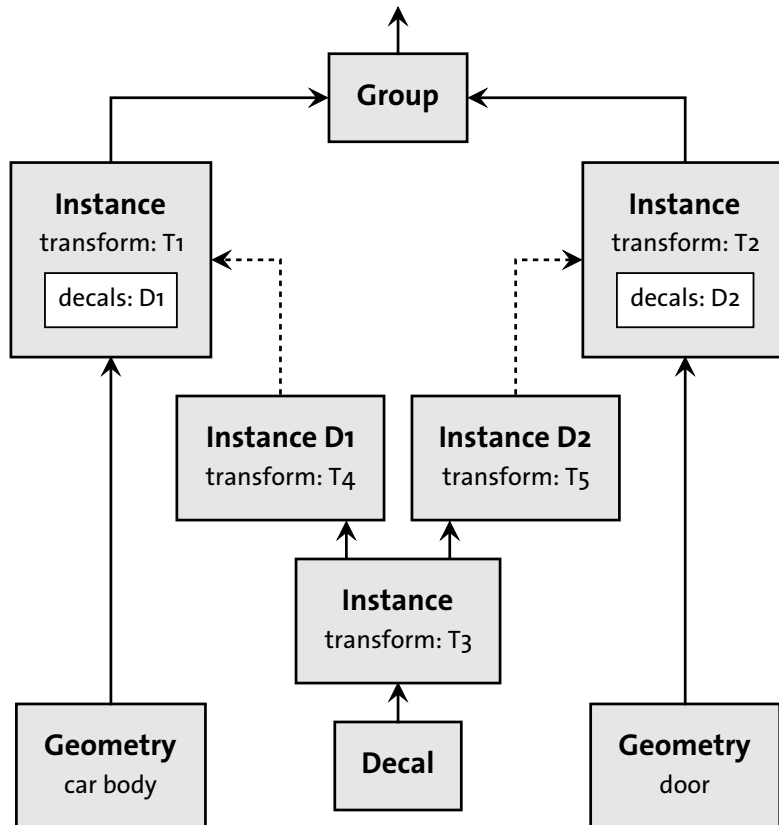 Group
Instance
transform: T1
decals: D1
Instance
transform: T2
decals: D2
Instance D1
transform: T4
Instance D2
transform: T5
Instance
transform: T3
Geometry
car body
Decal
Geometry
door